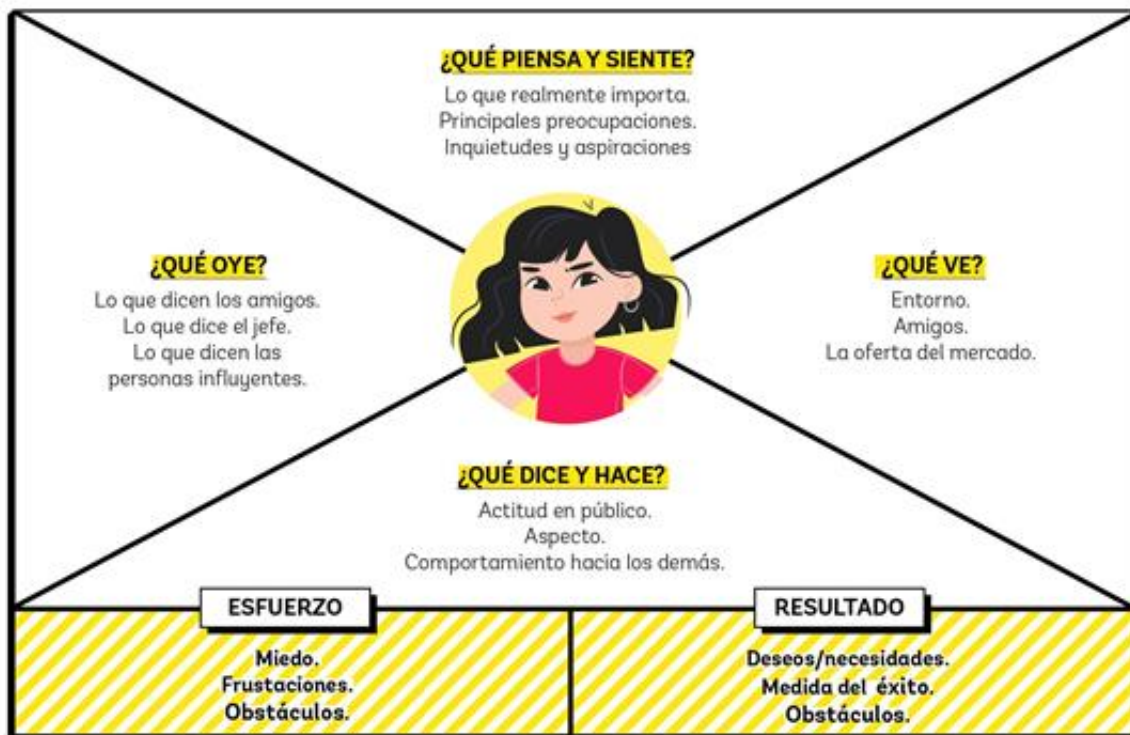 ¿QUÉ PIENSA Y SIENTE?
Lo que realmente importa.
Principales preocupaciones.
Inquietudes y aspiraciones
¿QUÉ OYE?
Lo que dicen los amigos.
Lo que dice el jefe.
Lo que dicen las
personas influyentes.
¿QUÉ VE?
Entorno.
Amigos.
La oferta del mercado.
¿QUÉ DICE Y HACE?
Actitud en público.
Aspecto.
Comportamiento hacia los demás.
ESFUERZO
Miedo.
Frustaciones.
Obstáculos.
RESULTADO
Deseos/necesidades.
Medida del éxito.
Obstáculos.